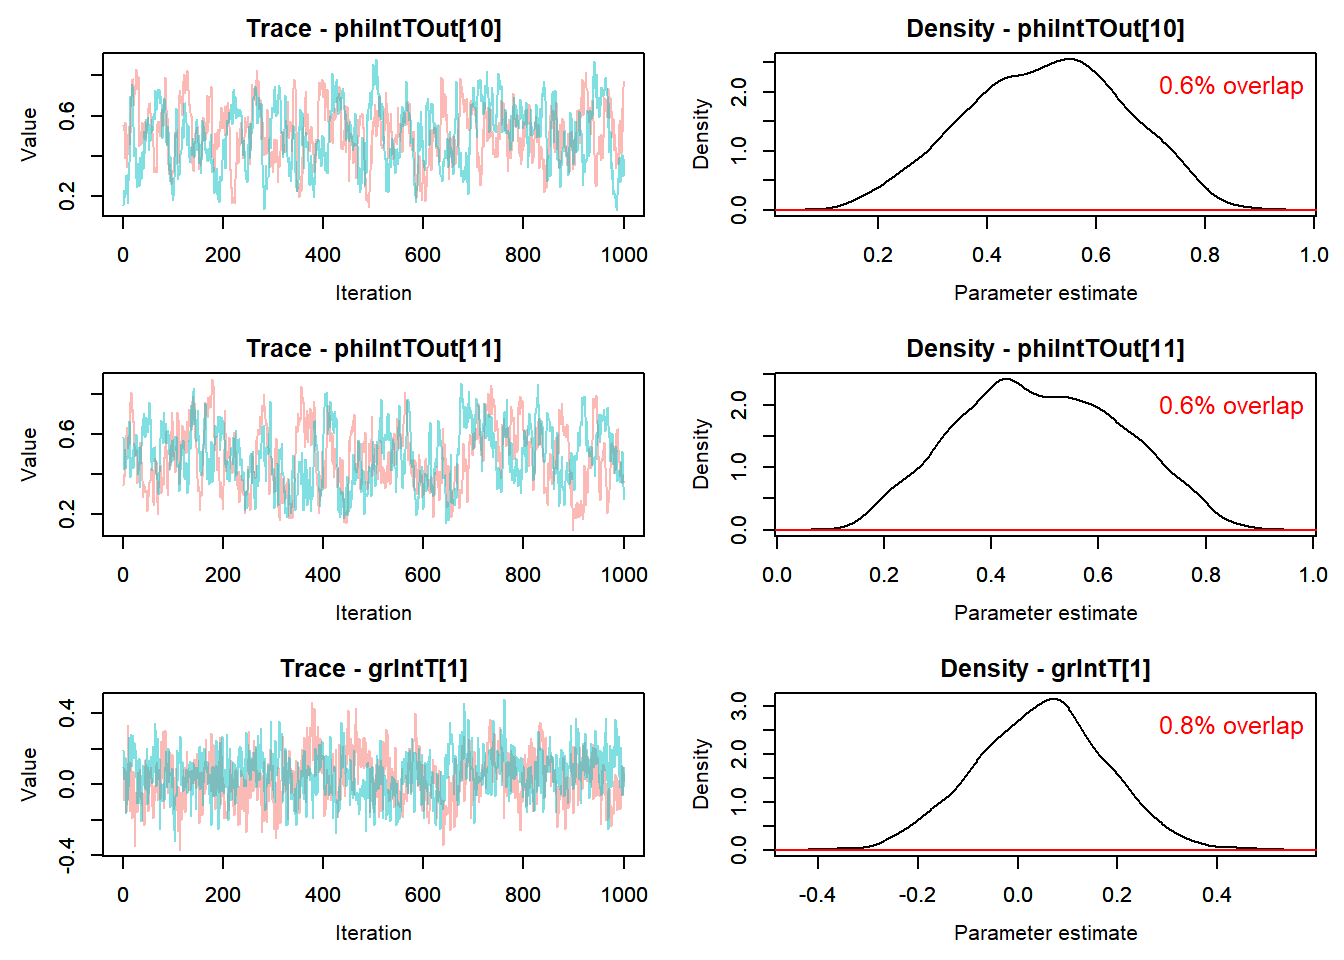 Trace - phiIntTOut[10]
Value
0.2 0.6
0 200 400 600 800 1000
Iteration
Density - phiIntTOut[10]
0.6% overlap
Density
0.0 1.0 2.0
0.2 0.4 0.6 0.8 1.0
Parameter estimate
Trace - phiIntTOut[11]
Value
0.2 0.6
0 200 400 600 800 1000
Iteration
Density - phiIntTOut[11]
0.6% overlap
Density
0.0 1.0 2.0
0.0 0.2 0.4 0.6 0.8 1.0
Parameter estimate
Trace - grIntT[1]
Value
-0.4 0.0 0.4
0 200 400 600 800 1000
Iteration
Density - grIntT[1]
0.8% overlap
Density
0.0 1.0 2.0 3.0
-0.4 -0.2 0.0 0.2 0.4
Parameter estimate